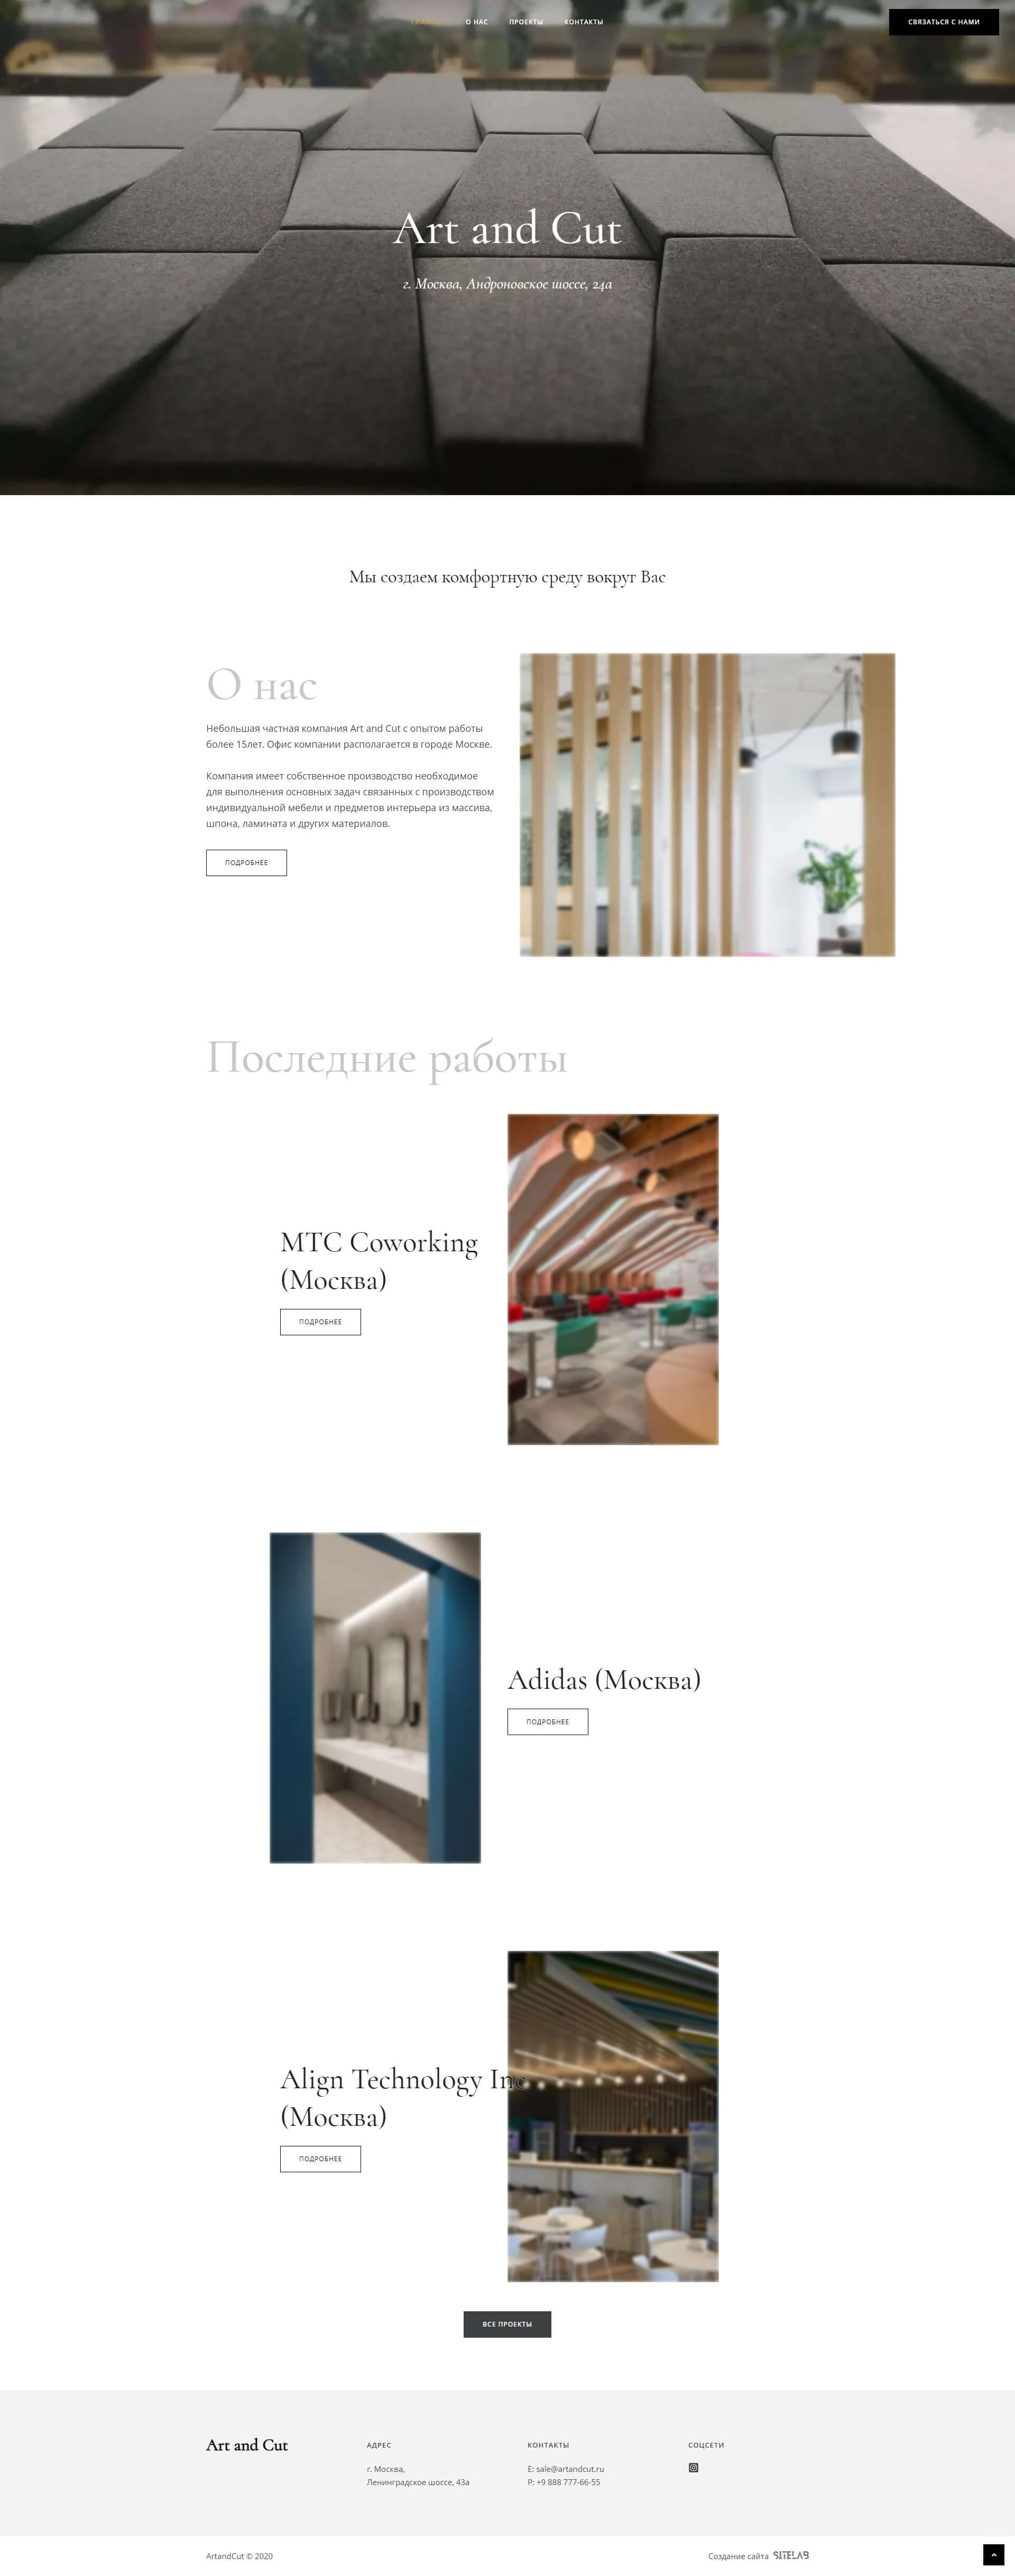 О НАС
ПРОЕКТЫ
КОНТАКТЫ
СВЯЗАТЬСЯ С НАМИ
Art and Cut
г. Москва, Андроновское шоссе, 24а
Мы создаем комфортную среду вокруг Вас
О нас
Небольшая частная компания Art and Cut с опытом работы
более 15лет. Офис компании располагается в городе Москве.
Компания имеет собственное производство необходимое
для выполнения основных задач связанных с производством
индивидуальной мебели и предметов интерьера из массива,
шпона, ламината и других материалов.
ПОДРОБНЕЕ
Последние работы
МТС Coworking
(Москва)
ПОДРОБНЕЕ
Adidas (Москва)
ПОДРОБНЕЕ
Align Technology Inc
(Москва)
ПОДРОБНЕЕ
ВСЕ ПРОЕКТЫ
Art and Cut
АДРЕС
г. Москва,
Ленинградское шоссе, 43а
КОНТАКТЫ
E: sale@artandcut.ru
P: +9 888 777-66-55
СОЦСЕТИ
ArtandCut © 2020
Создание сайта SITELAB